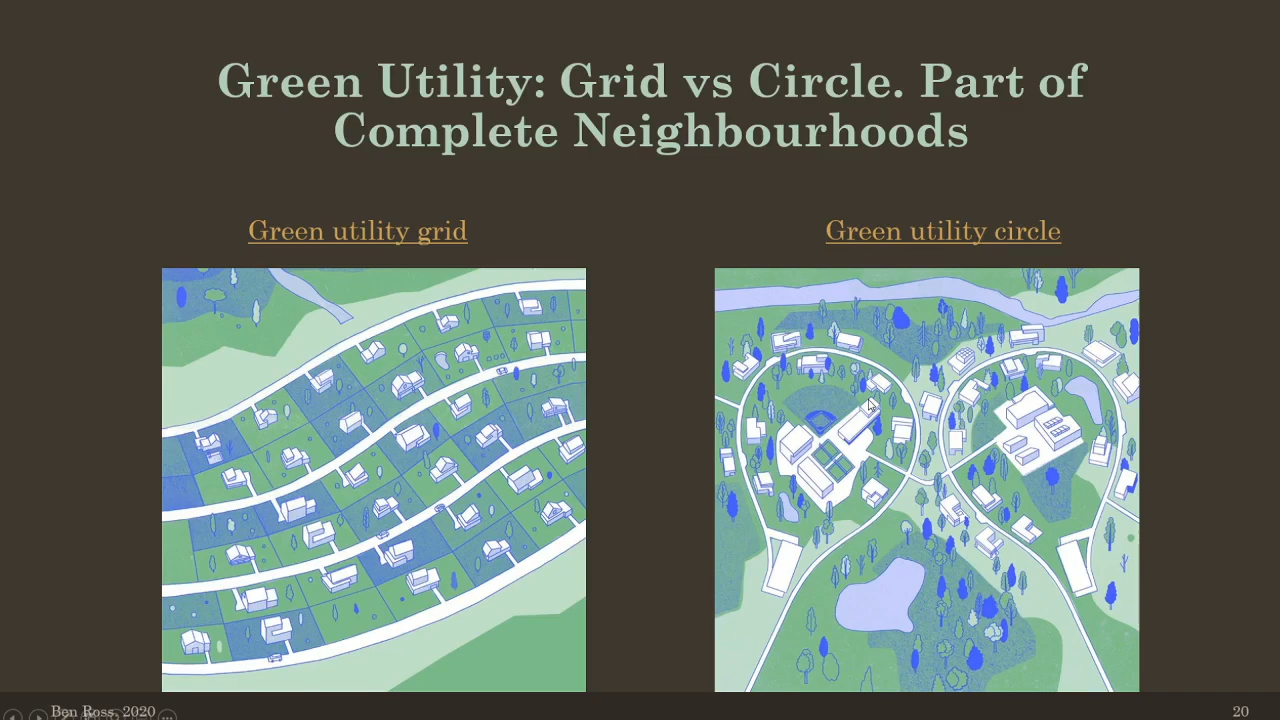 Green Utility: Grid vs Circle. Part of
Complete Neighbourhoods
Green utility grid
Green utility circle
Ben Ross, 2020
20